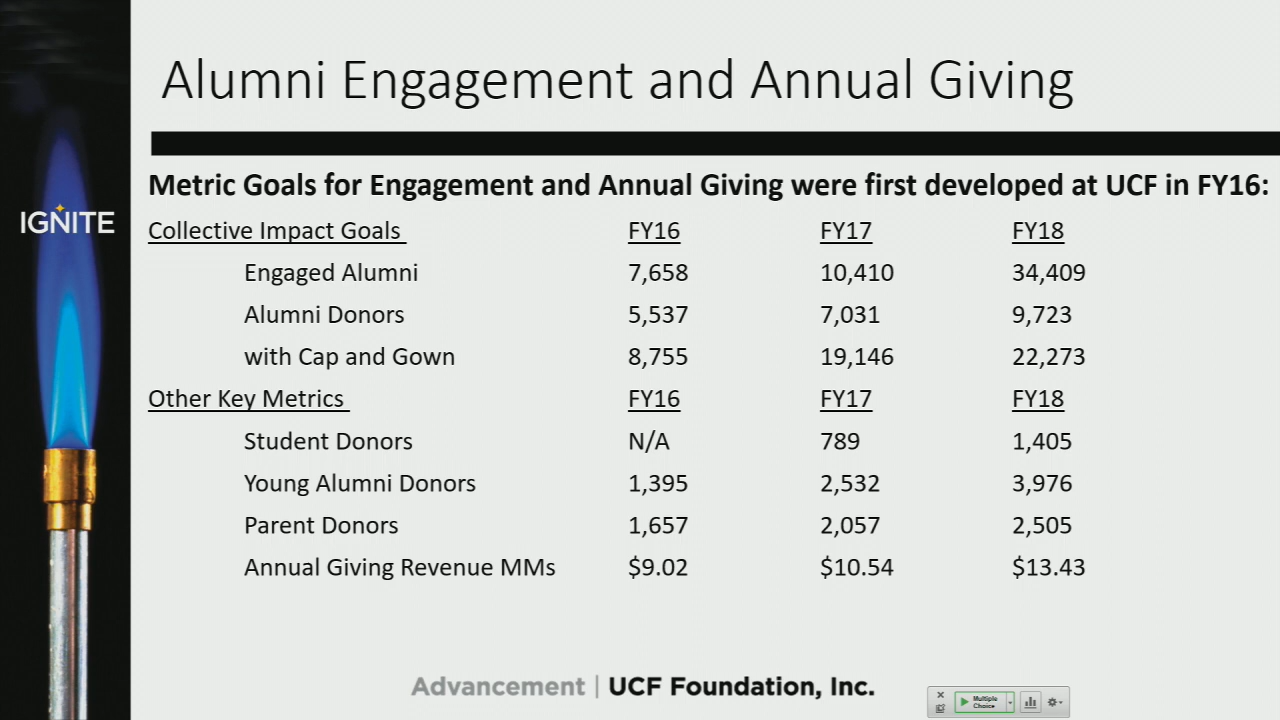 Alumni Engagement and Annual Giving
IGNITE
Metric Goals for Engagement and Annual Giving were first developed at UCF in FY16:
Collective Impact Goals FY16 FY17 FY18
Engaged Alumni 7,658 10,410 34,409
Alumni Donors 5,537 7,031 9,723
with Cap and Gown 8,755 19,146 22,273
Other Key Metrics FY16 FY17 FY18
Student Donors N/A 789 1,405
Young Alumni Donors 1,395 2,532 3,976
Parent Donors 1,657 2,057 2,505
Annual Giving Revenue MMs $9.02 $10.54 $13.43
Advancement | UCF Foundation, Inc.
Multiple
Choice